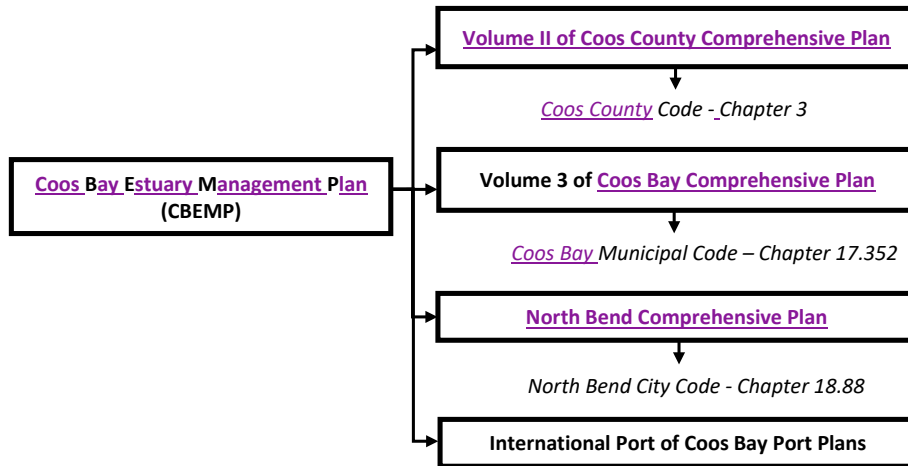 Volume II of Coos County Comprehensive Plan
Coos County Code - Chapter 3
Coos Bay Estuary Management Plan
(CBEMP)
Volume 3 of Coos Bay Comprehensive Plan
Coos Bay Municipal Code – Chapter 17.352
North Bend Comprehensive Plan
North Bend City Code - Chapter 18.88
International Port of Coos Bay Port Plans